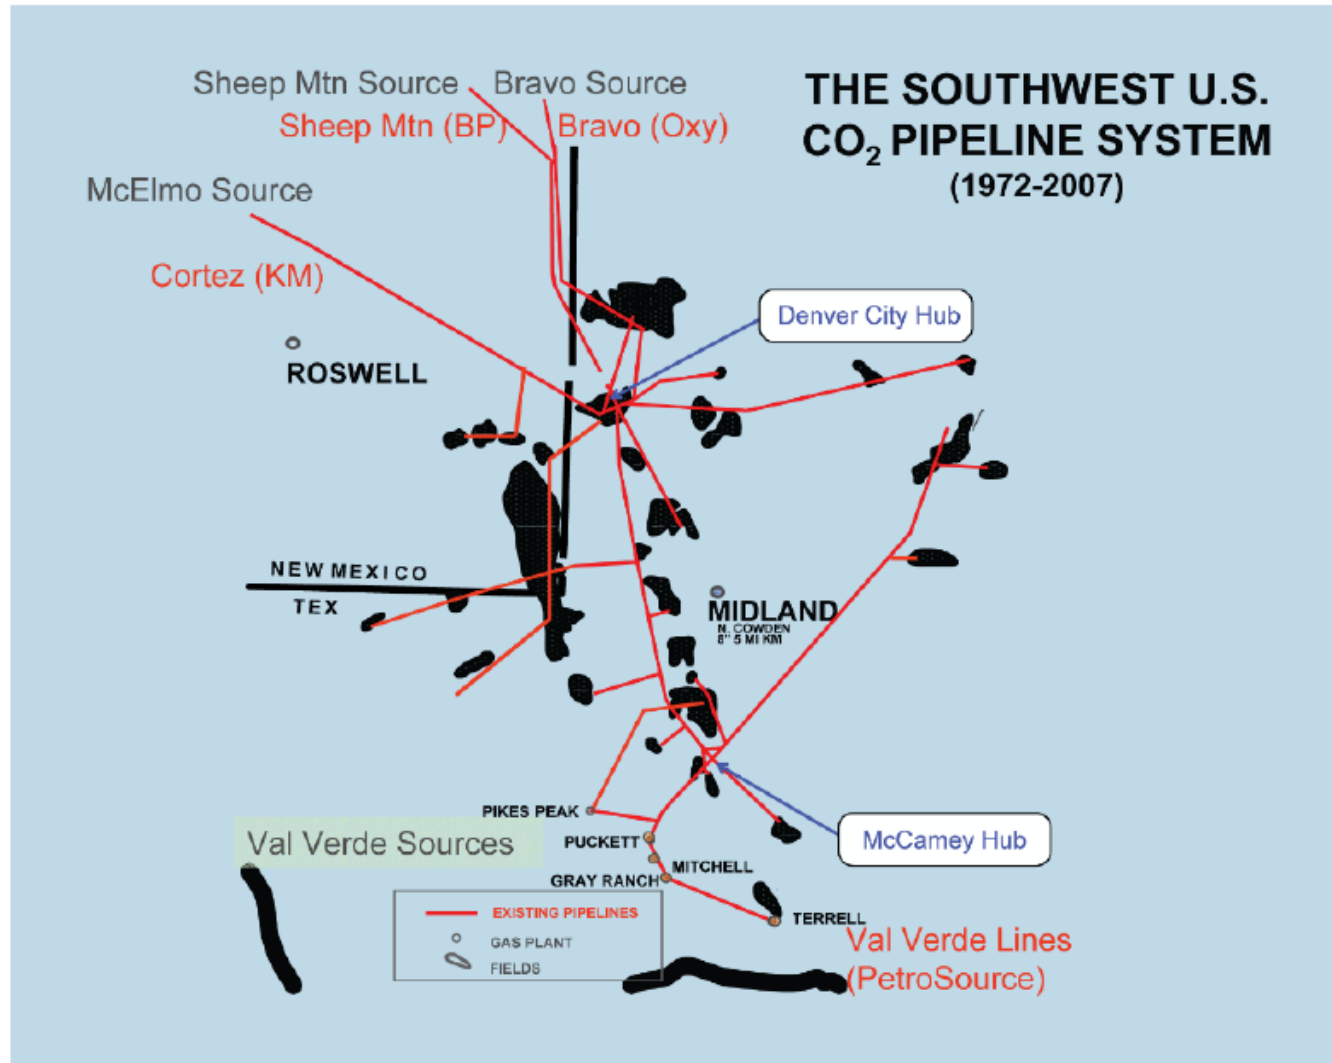 THE SOUTHWEST U.S.
CO₂ PIPELINE SYSTEM
(1972-2007)
Sheep Mtn Source
Bravo Source
Sheep Mtn (BP)
Bravo (Oxy)
McElmo Source
Cortez (KM)
Denver City Hub
ROSWELL
NEW MEXICO
TEX
MIDLAND
N. COWDEN
8" 5 MI KM
PIKES PEAK
Val Verde Sources
PUCKETT
McCamey Hub
MITCHELL
GRAY RANCH
EXISTING PIPELINES
GAS PLANT
FIELDS
TERRELL
Val Verde Lines
(PetroSource)